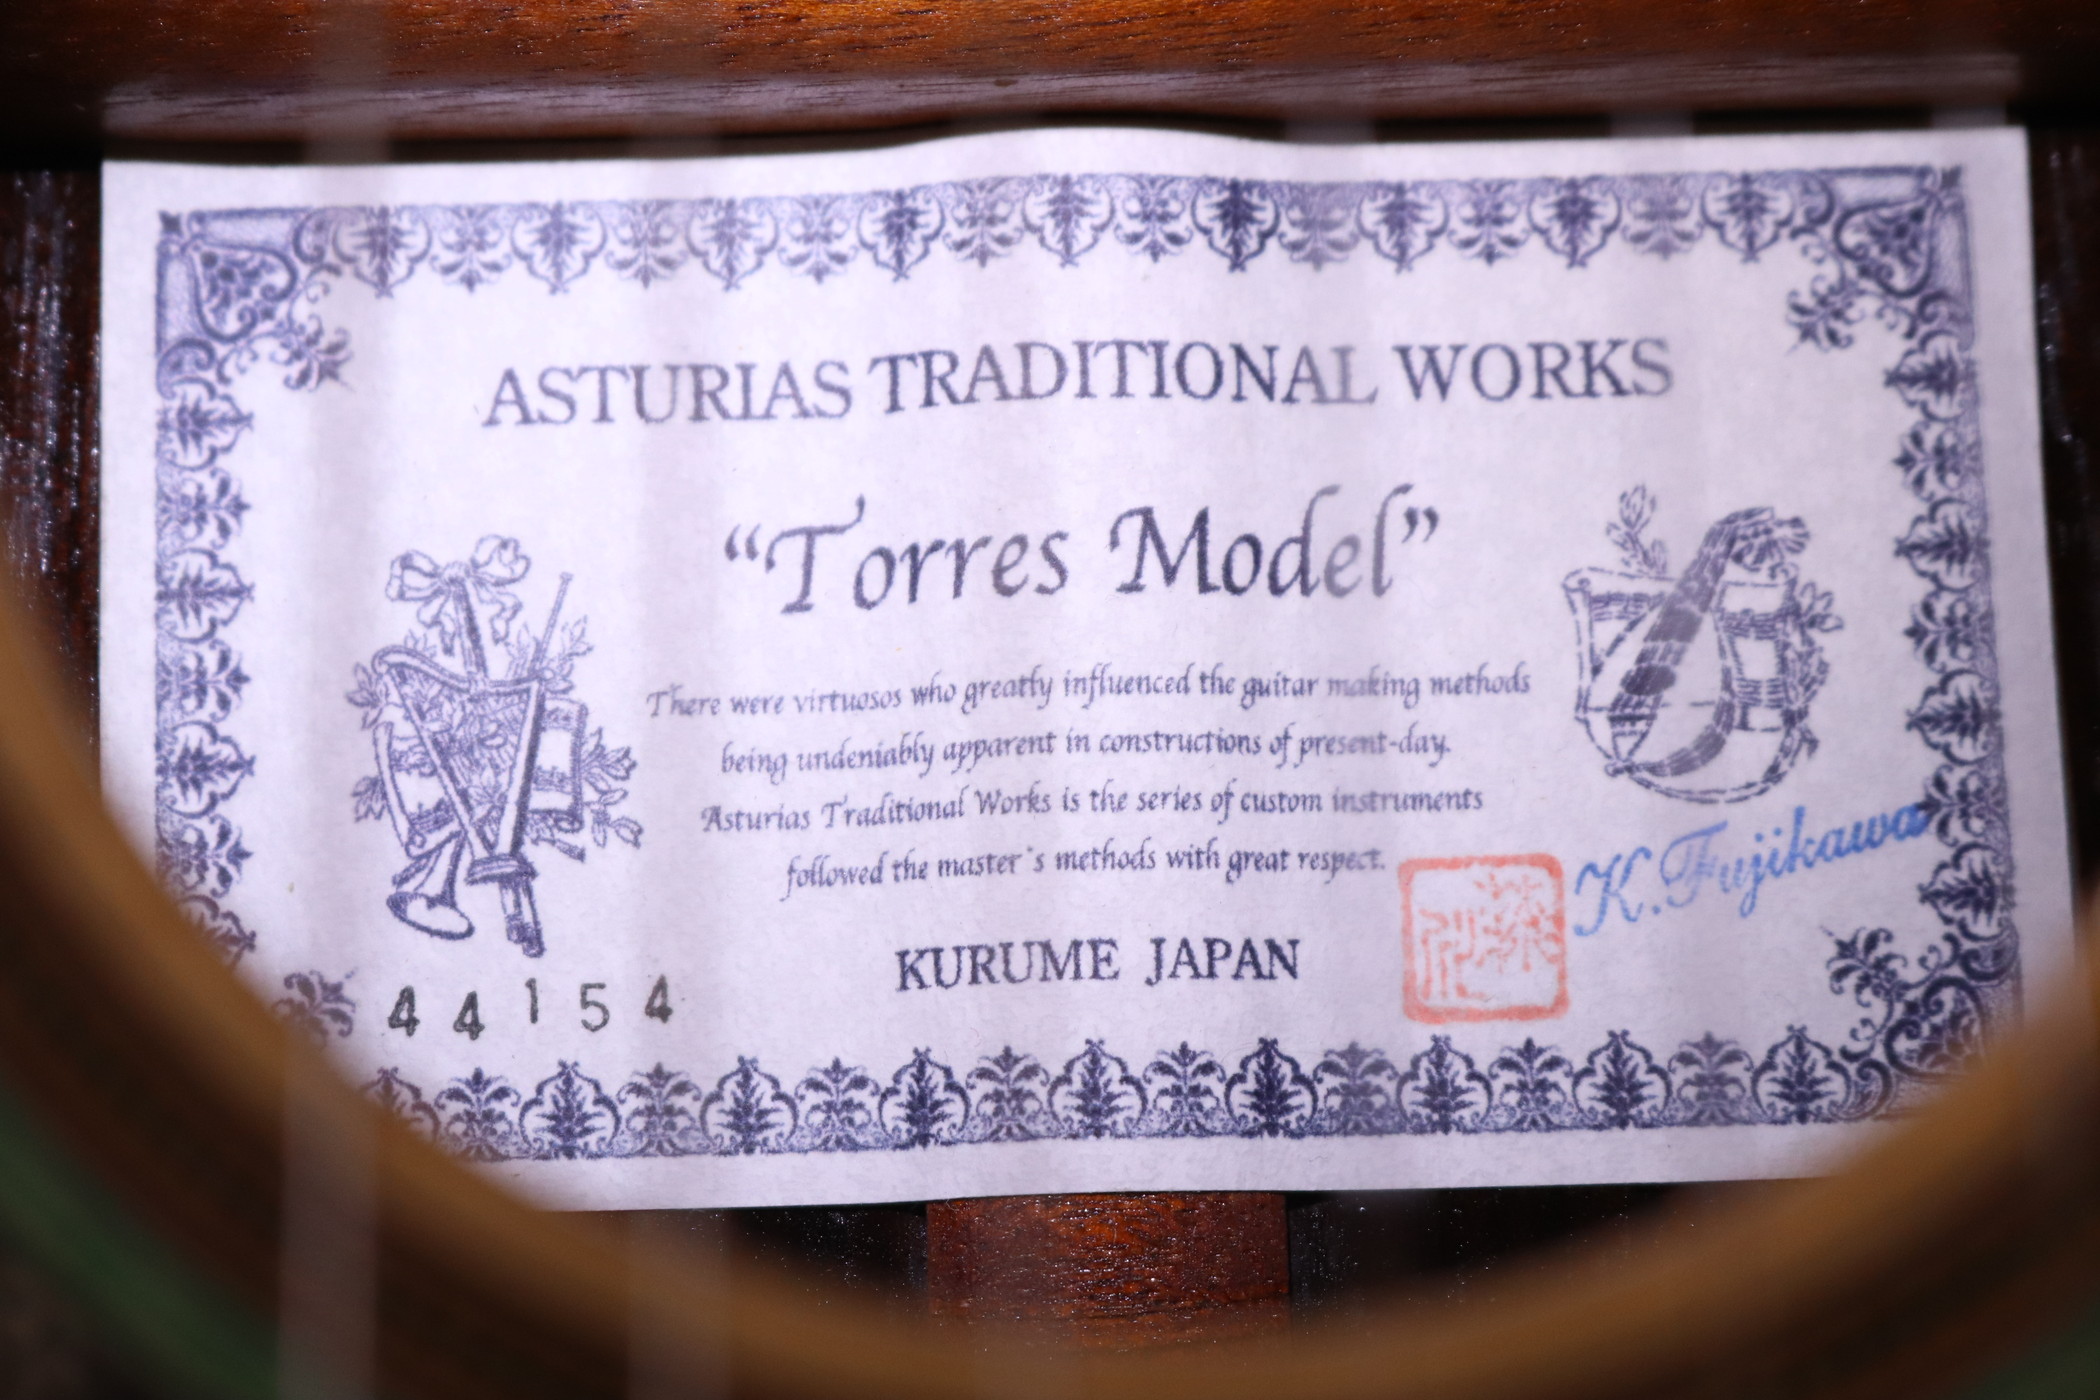 ASTURIAS TRADITIONAL WORKS
“Torres Model”
There were virtuosos who greatly influenced the guitar making methods
being undeniably apparent in constructions of present-day.
Asturias Traditional Works is the series of custom instruments
followed the master's methods with great respect.
K. Fujikawa
KURUME JAPAN
44154